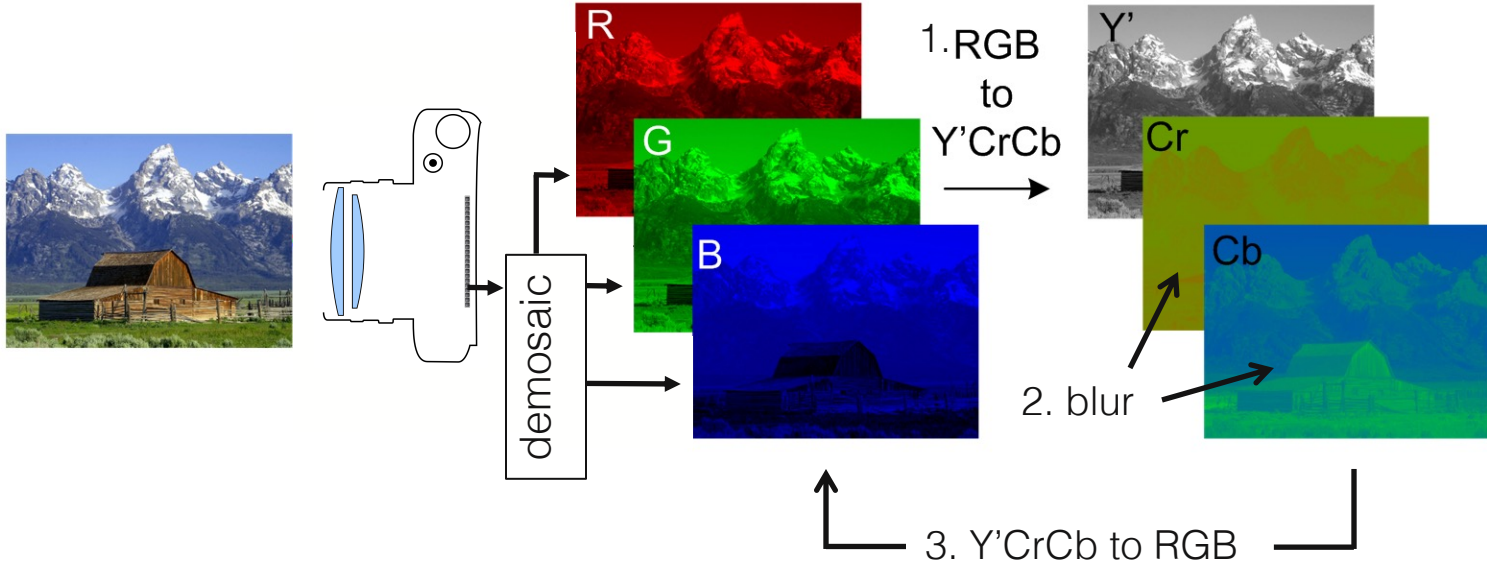 demosaic
R
G
B
1. RGB
to
Y'CrCb
Y'
Cr
Cb
2. blur
3. Y'CrCb to RGB